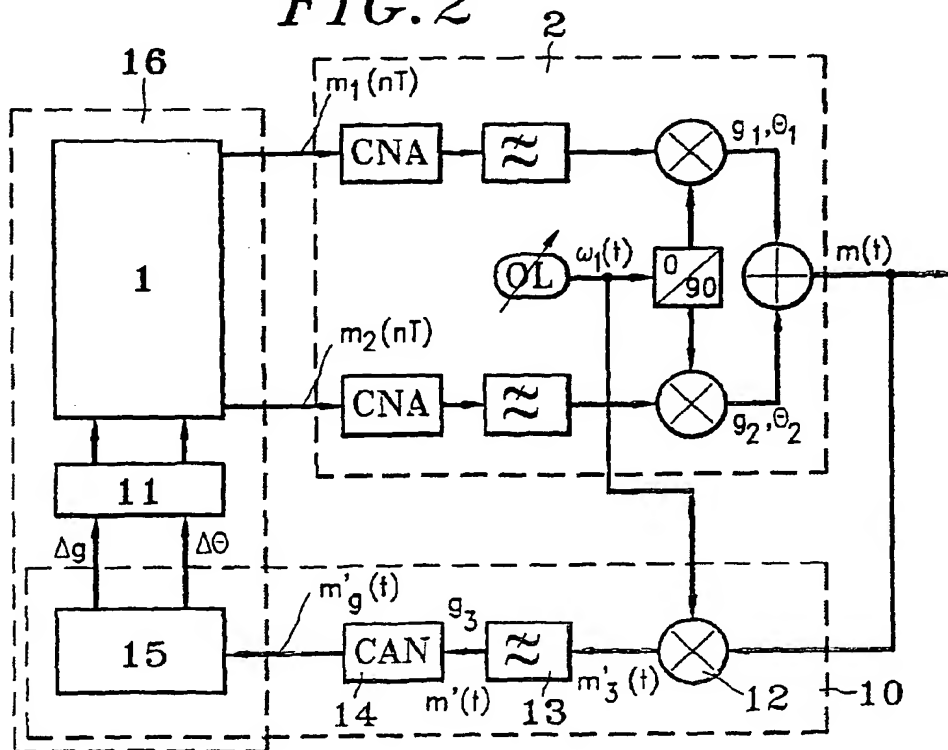 FIG. 2
2
16
m₁(nT)
CNA
g₁,θ₁
1
OL
ω₁(t)
0
90
m(t)
m₂(nT)
CNA
g₂,θ₂
11
Δg
Δθ
m'g(t)
g₃
15
CAN
14
m'(t)
13
m'₃(t)
12
10